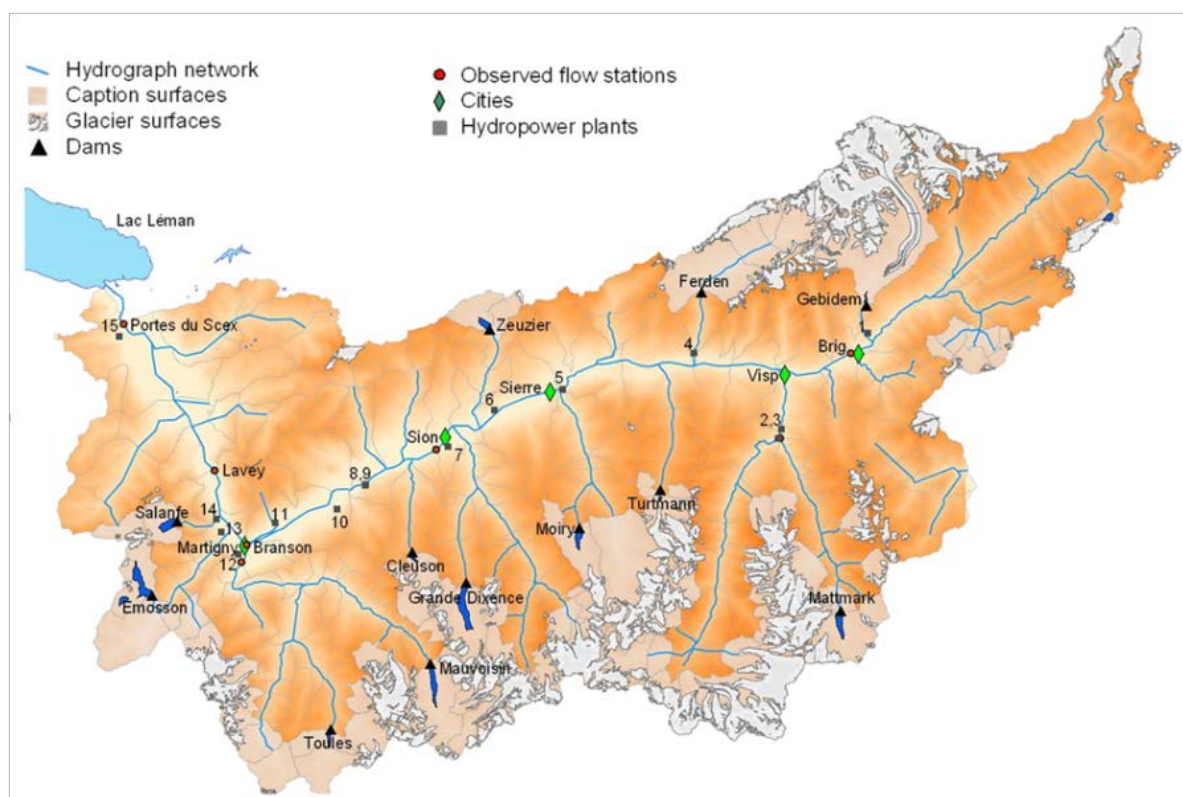 Hydrograph network
Caption surfaces
Glacier surfaces
Dams
Observed flow stations
Cities
Hydropower plants
Lac Léman
Ferden
Gebidem
1
Zeuzier
15
Portes du Scex
4
Brig
Visp
Sierre
5
6
2,3
Sion
7
Lavey
8,9
Turtmann
10
Salanfe
14
11
Moiry
13
Martigny
Branson
12
Cleuson
Grande Dixence
Emosson
Mattmark
Mauvoisin
Toules